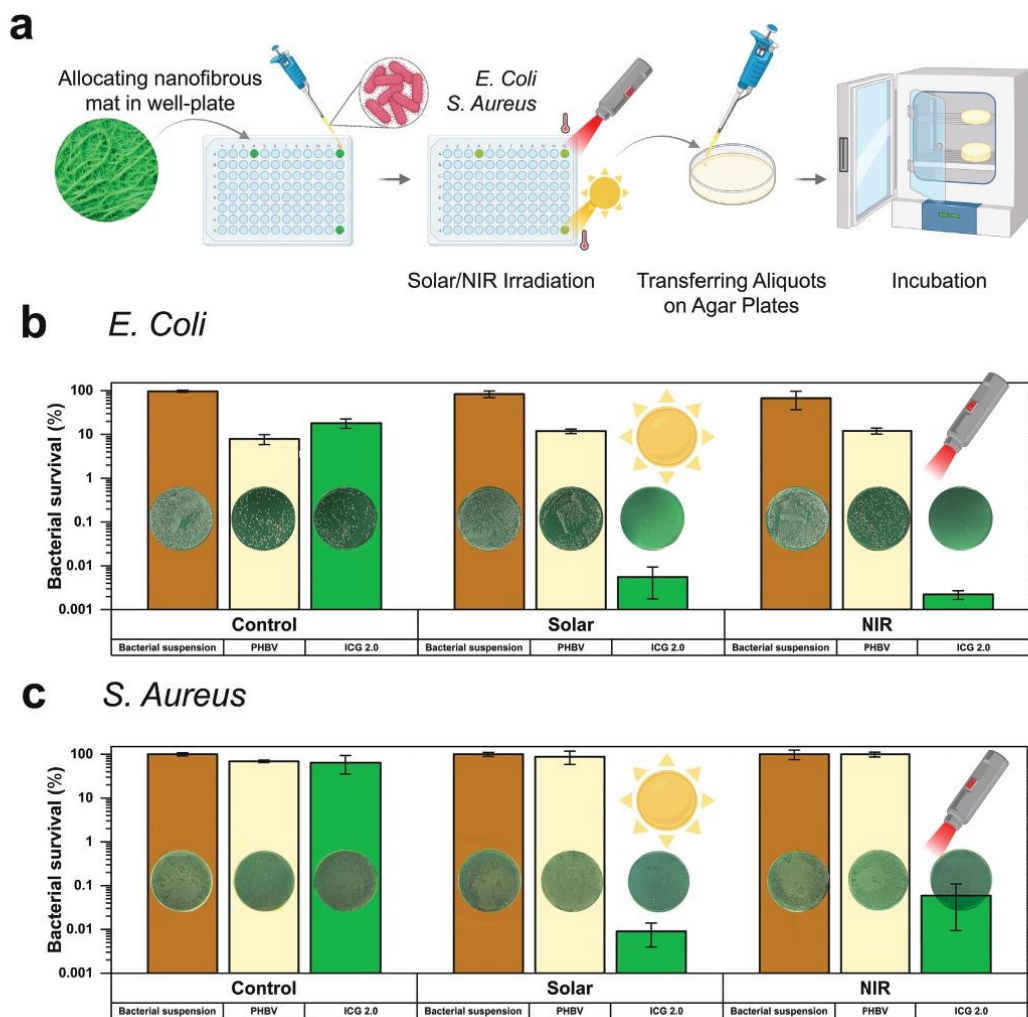 a
Allocating nanofibrous
mat in well-plate
E. Coli
S. Aureus
Solar/NIR Irradiation
Transferring Aliquots
on Agar Plates
Incubation
b E. Coli
Bacterial survival (%)
100
10
1
0.1
0.01
0.001
Control Solar NIR
Bacterial suspension PHBV ICG 2.0 Bacterial suspension PHBV ICG 2.0 Bacterial suspension PHBV ICG 2.0
c S. Aureus
Bacterial survival (%)
100
10
1
0.1
0.01
0.001
Control Solar NIR
Bacterial suspension PHBV ICG 2.0 Bacterial suspension PHBV ICG 2.0 Bacterial suspension PHBV ICG 2.0